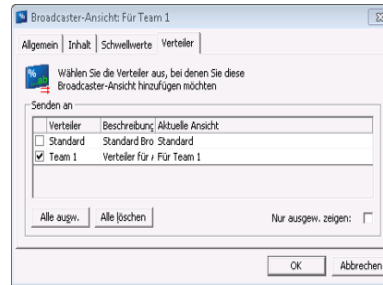 Broadcaster-Ansicht: Für Team 1
Allgemein Inhalt Schwellwerte Verteiler
Wählen Sie die Verteiler aus, bei denen Sie diese
Broadcaster-Ansicht hinzufügen möchten
Senden an
Verteiler Beschreibung Aktuelle Ansicht
Standard Standard Bro Standard
Team 1 Verteiler für A Für Team 1
Alle ausw. Alle löschen Nur ausgew. zeigen:
OK Abbrechen